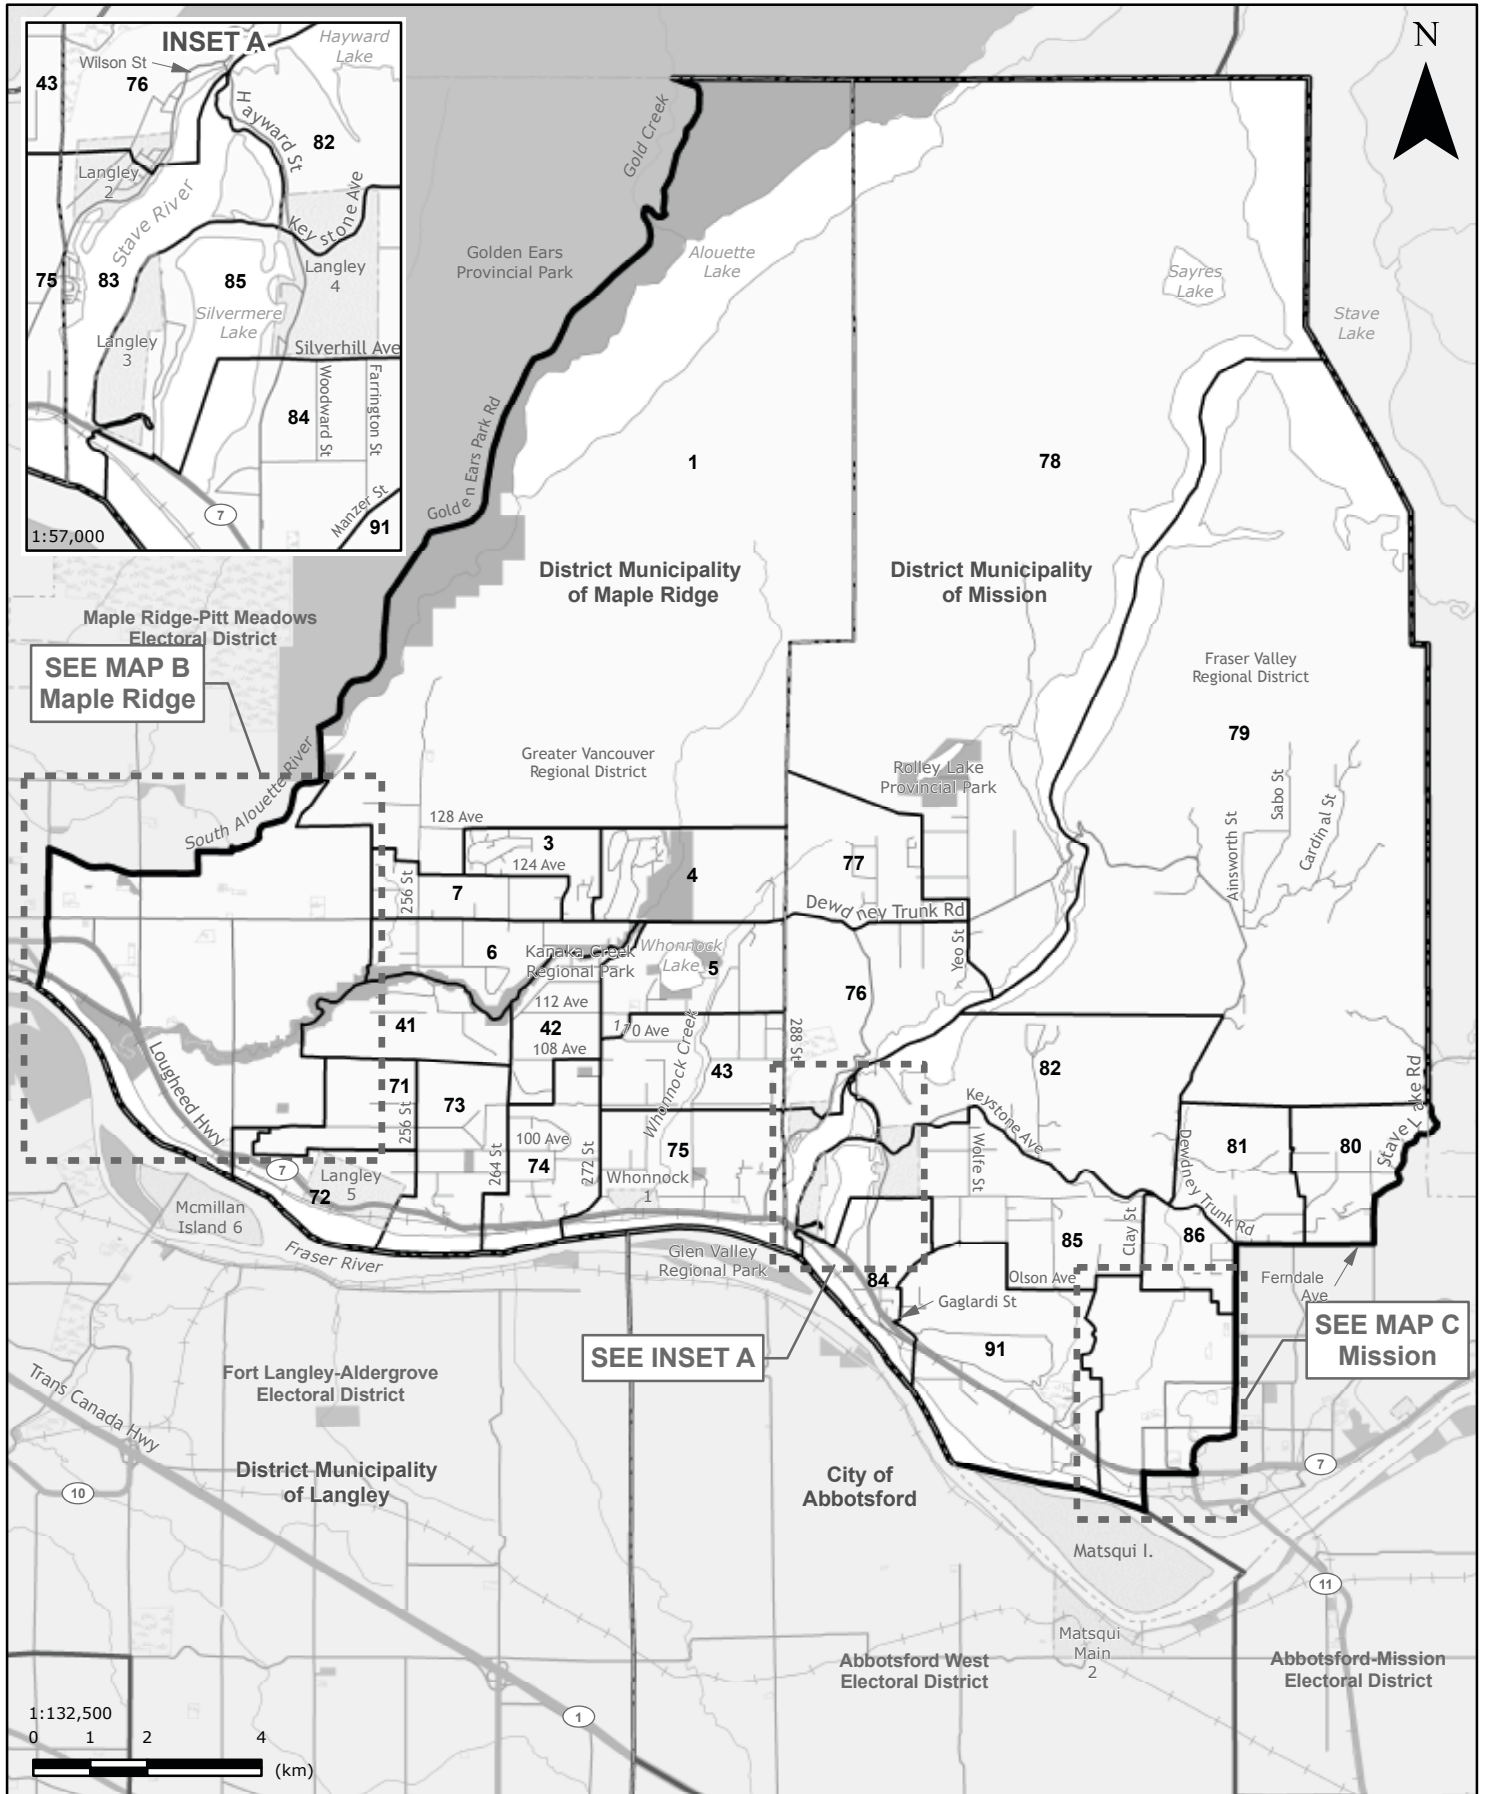 INSET A
Hayward
Lake
Wilson St
43
76
Hayward St
82
Langley
2
Stave River
Keystone Ave
75
83
85
Langley
4
Silvermere
Lake
Langley
3
Silverhill Ave
84
Woodward St
Farrington St
Manzer St
91
7
1:57,000
N
Gold Creek
Golden Ears
Provincial Park
Alouette
Lake
Sayres
Lake
Stave
Lake
Golden Ears Park Rd
1
78
District Municipality
of Maple Ridge
District Municipality
of Mission
Maple Ridge-Pitt Meadows
Electoral District
SEE MAP B
Maple Ridge
Fraser Valley
Regional District
79
Greater Vancouver
Regional District
Rolley Lake
Provincial Park
South Alouette River
128 Ave
3
124 Ave
4
77
Ainsworth St
Sabo St
Cardinal St
256 St
7
Dewdney Trunk Rd
6
Kanaka Creek
Regional Park
Whonnock
Lake
5
Yeo St
76
112 Ave
41
42
110 Ave
108 Ave
288 St
Lougheed Hwy
71
73
43
Whonnock Creek
82
Keystone Ave
Stave Lake Rd
256 St
264 St
100 Ave
74
272 St
75
Wolfe St
Dewdney Trunk Rd
81
80
7
Langley
5
72
Whonnock
1
Mcmillan
Island 6
Fraser River
Glen Valley
Regional Park
85
Clay St
86
84
Olson Ave
Ferndale
Ave
Gaglardi St
SEE INSET A
91
SEE MAP C
Mission
Fort Langley-Aldergrove
Electoral District
Trans Canada Hwy
District Municipality
of Langley
10
City of
Abbotsford
7
Matsqui I.
11
Matsqui
Main
2
Abbotsford West
Electoral District
Abbotsford-Mission
Electoral District
1
1:132,500
0 1 2 4
(km)